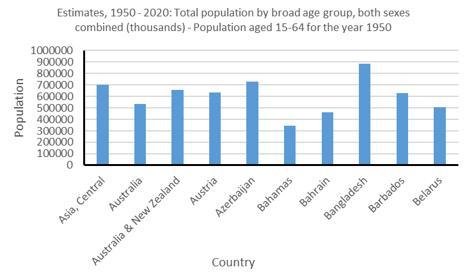 Estimates, 1950 - 2020: Total population by broad age group, both sexes
combined (thousands) - Population aged 15-64 for the year 1950
Population
1000000
900000
800000
700000
600000
500000
400000
300000
200000
100000
0
Asia, Central
Australia
Australia & New Zealand
Austria
Azerbaijan
Bahamas
Bahrain
Bangladesh
Barbados
Belarus
Country